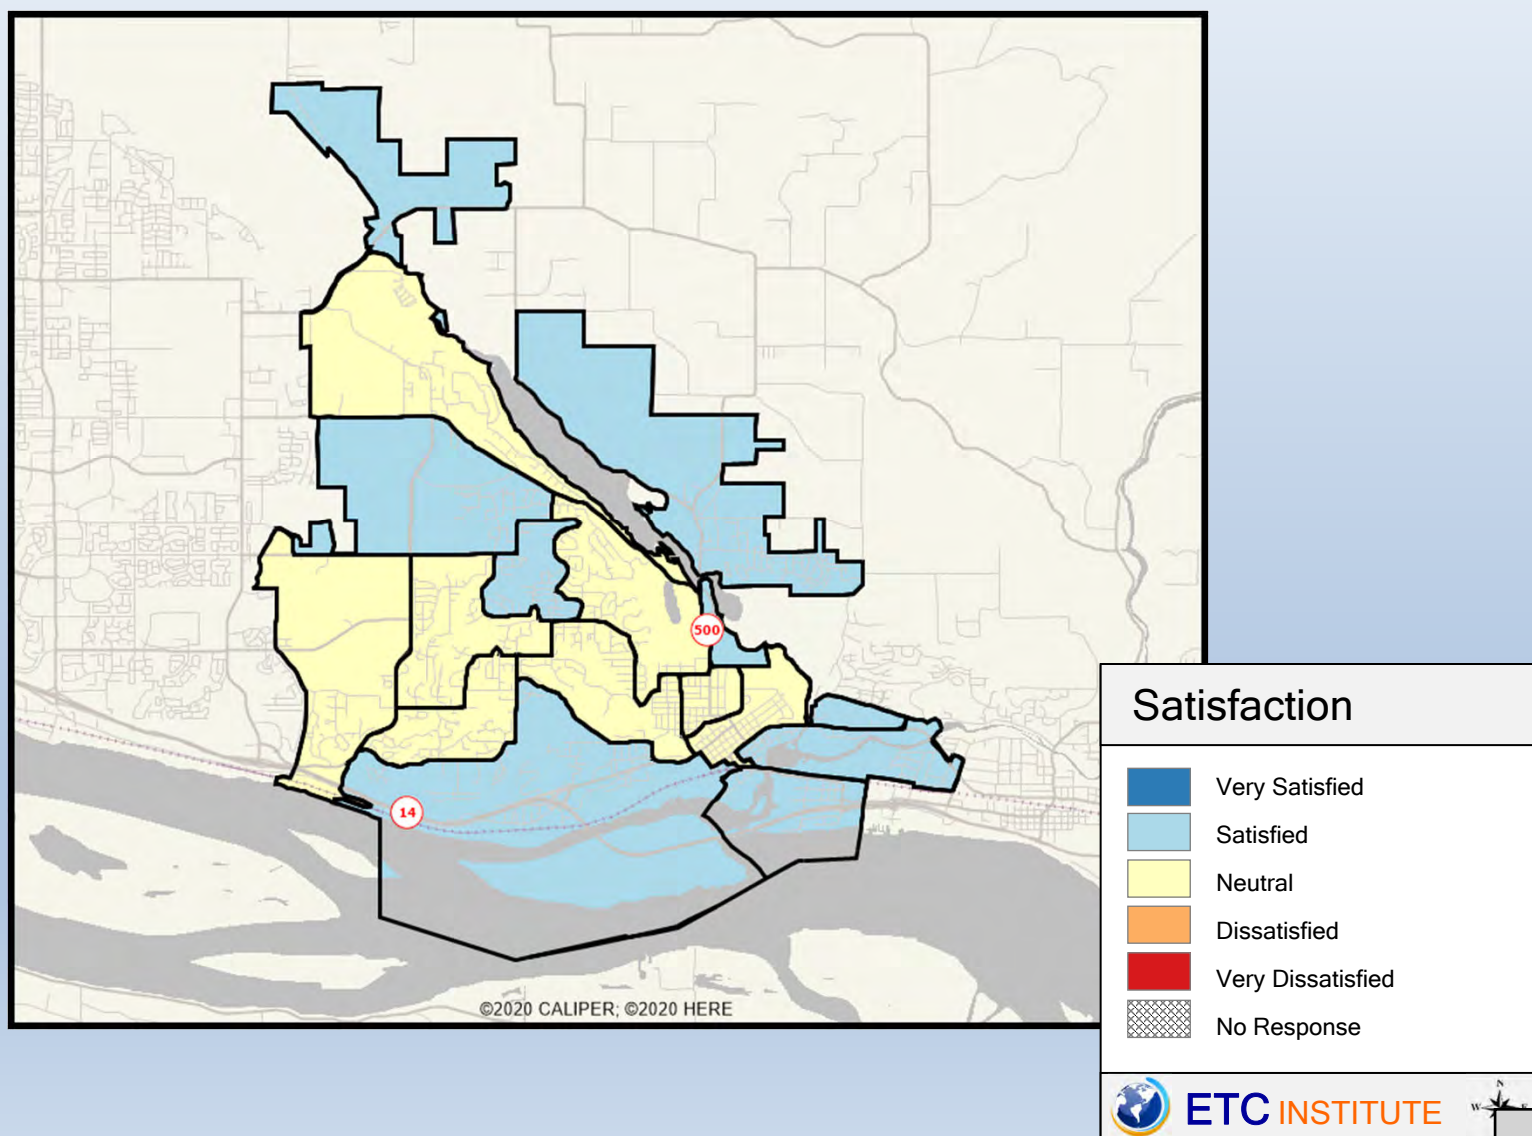 500
14
©2020 CALIPER; ©2020 HERE
Satisfaction
Very Satisfied
Satisfied
Neutral
Dissatisfied
Very Dissatisfied
No Response
ETC INSTITUTE
N
W E